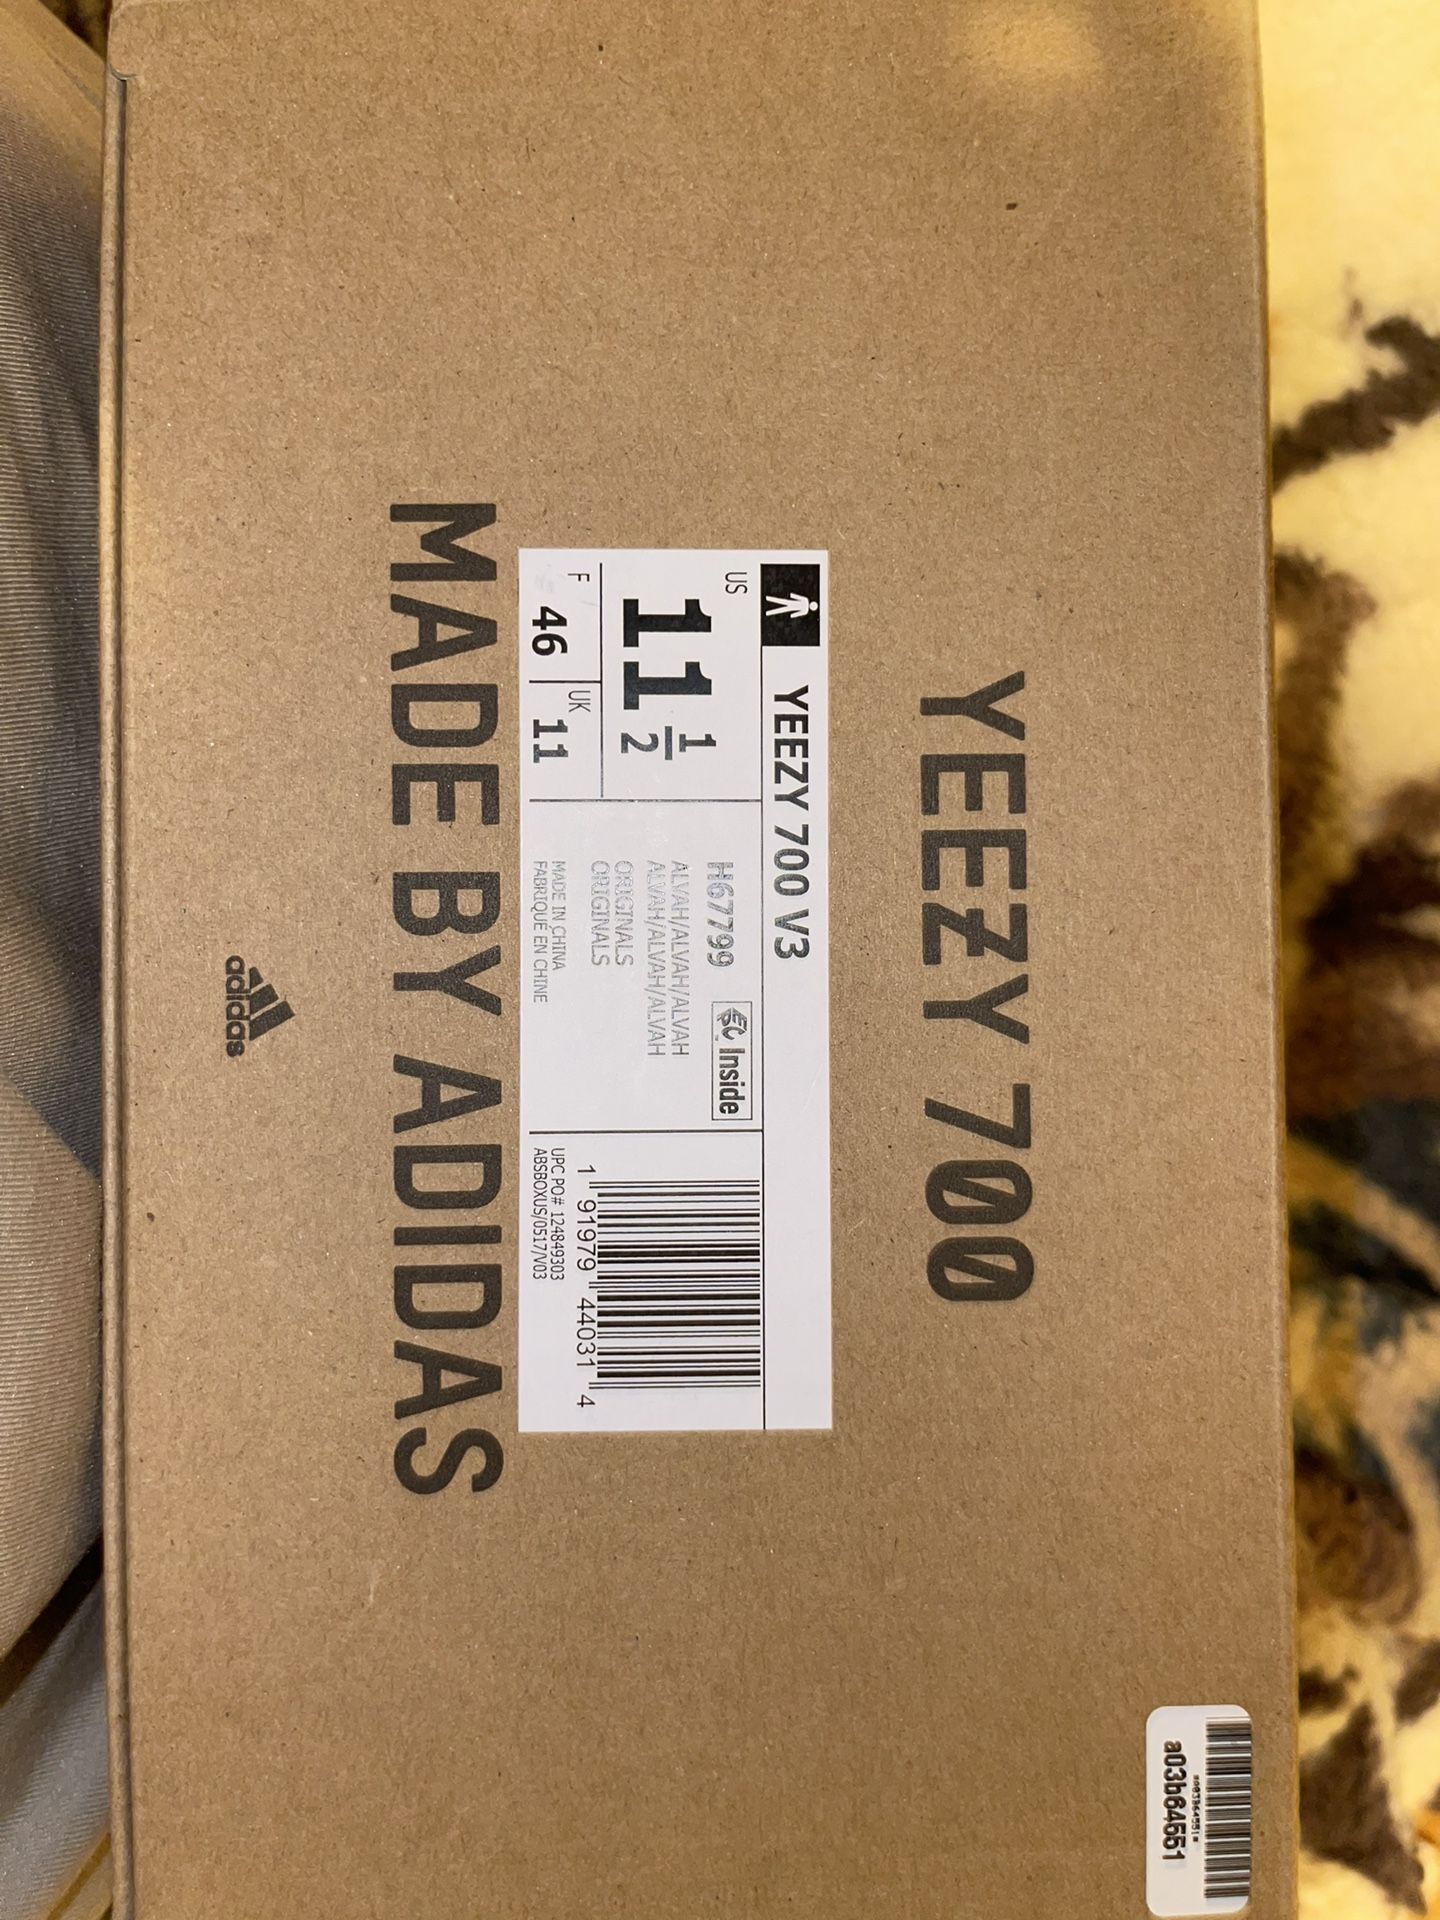 YEEZY 700
YEEZY 700 V3
US
11 1/2
F
46
UK
11
H67799
EC Inside
ALVAH/ALVAH/ALVAH
ALVAH/ALVAH/ALVAH
ORIGINALS
ORIGINALS
MADE IN CHINA
FABRIQUÉ EN CHINE
1 91979 44031 4
UPC PO# 124849303
ABSBOXUS/0517/V03
MADE BY ADIDAS
adidas
a03b64551